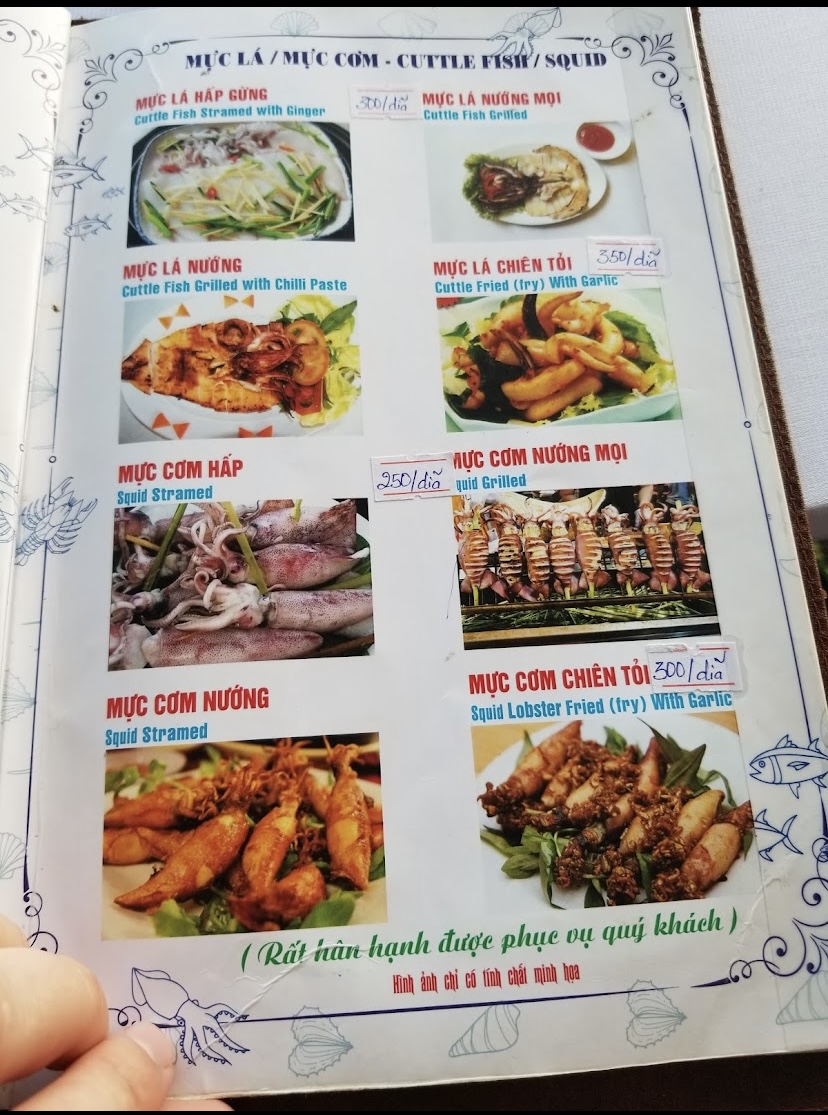 MỰC LÁ / MỰC CƠM - CUTTLE FISH / SQUID
MỰC LÁ HẤP GỪNG
Cuttle Fish Stramed with Ginger
300/dĩa
MỰC LÁ NƯỚNG MỌI
Cuttle Fish Grilled
MỰC LÁ NƯỚNG
Cuttle Fish Grilled with Chilli Paste
MỰC LÁ CHIÊN TỎI
350/dĩa
Cuttle Fried (fry) With Garlic
MỰC CƠM HẤP
Squid Stramed
250/dĩa
MỰC CƠM NƯỚNG MỌI
quid Grilled
MỰC CƠM NƯỚNG
Squid Stramed
MỰC CƠM CHIÊN TỎI
300/dĩa
Squid Lobster Fried (fry) With Garlic
( Rất hân hạnh được phục vụ quý khách )
Hình ảnh chỉ có tính chất minh họa